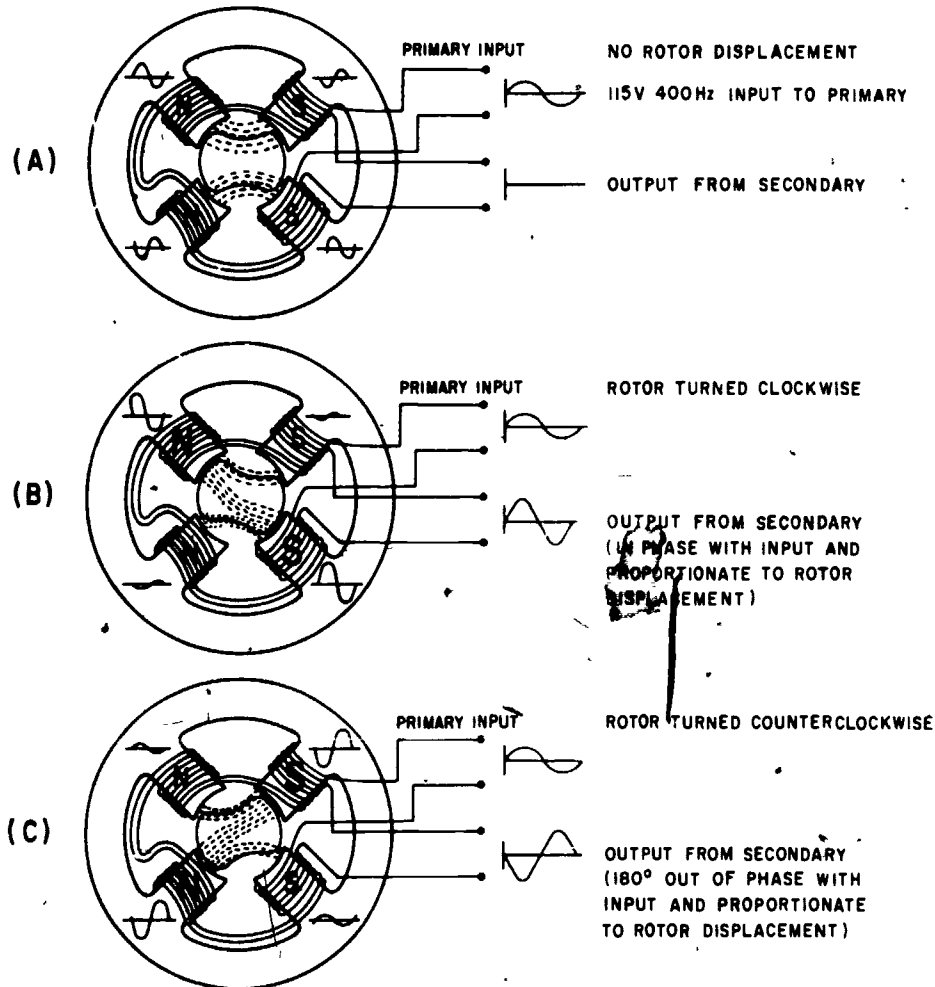 (A)
PRIMARY INPUT
NO ROTOR DISPLACEMENT
115V 400Hz INPUT TO PRIMARY
OUTPUT FROM SECONDARY
N
S
N
S
(B)
PRIMARY INPUT
ROTOR TURNED CLOCKWISE
OUTPUT FROM SECONDARY
(IN PHASE WITH INPUT AND
PROPORTIONATE TO ROTOR
DISPLACEMENT)
N
S
N
S
(C)
PRIMARY INPUT
ROTOR TURNED COUNTERCLOCKWISE
OUTPUT FROM SECONDARY
(180° OUT OF PHASE WITH
INPUT AND PROPORTIONATE
TO ROTOR DISPLACEMENT)
N
S
N
S